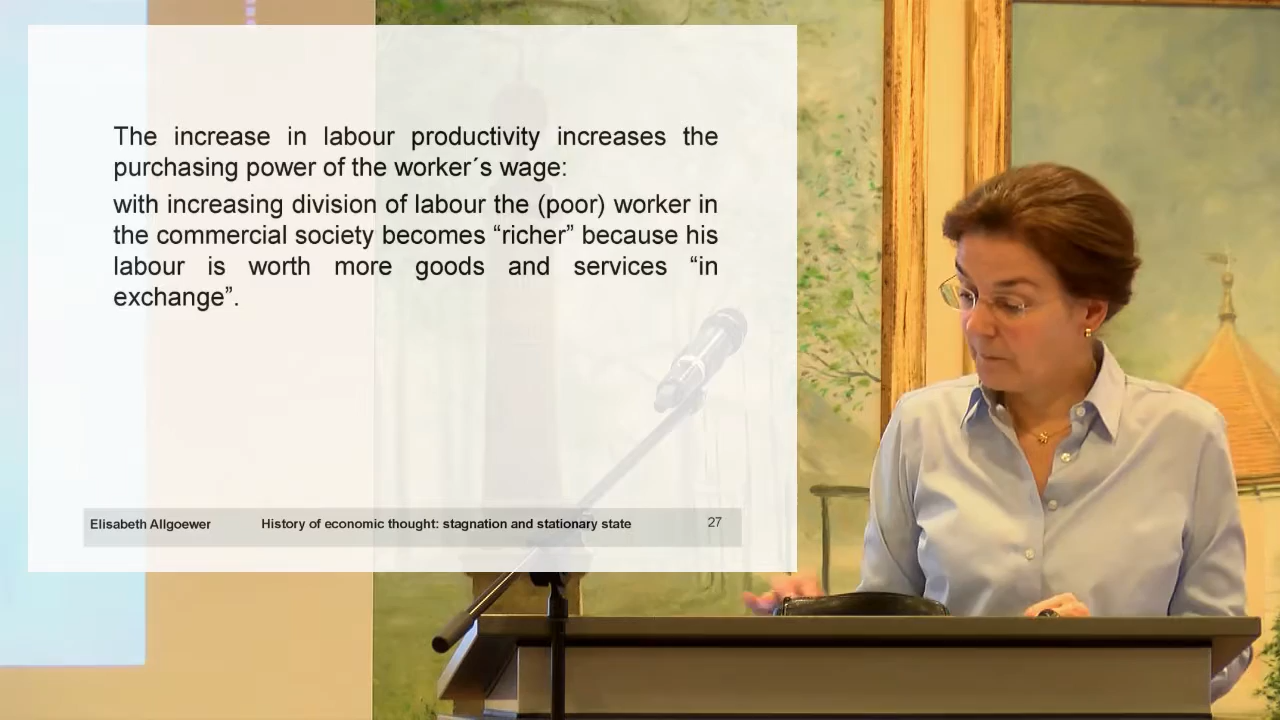 The increase in labour productivity increases the
purchasing power of the worker´s wage:
with increasing division of labour the (poor) worker in
the commercial society becomes “richer” because his
labour is worth more goods and services “in
exchange”.
Elisabeth Allgoewer History of economic thought: stagnation and stationary state 27